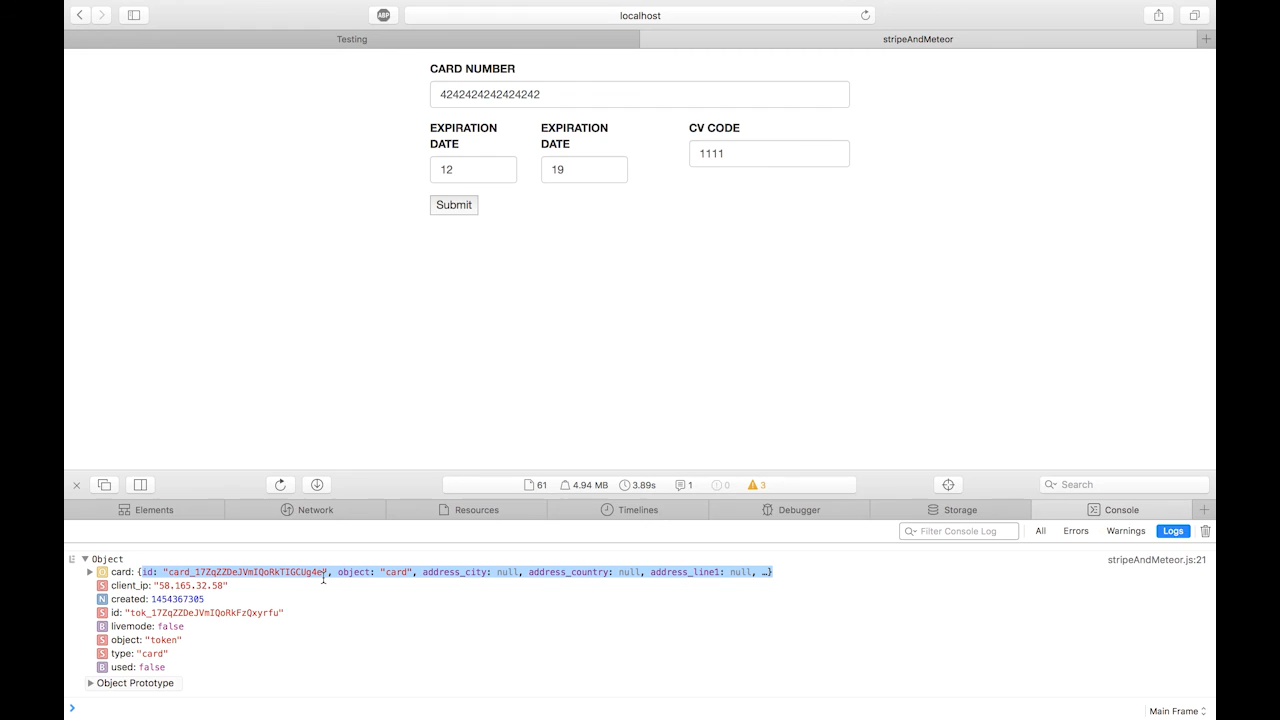 ABP
localhost
Testing
stripeAndMeteor
CARD NUMBER
4242424242424242
EXPIRATION DATE
EXPIRATION DATE
CV CODE
12
19
1111
Submit
61
4.94 MB
3.89s
1
0
3
Search
Elements
Network
Resources
Timelines
Debugger
Storage
Console
Filter Console Log
All
Errors
Warnings
Logs
Object
stripeAndMeteor.js:21
card: {id: "card_17ZqZZDeJVmIQoRkTIGCUg4e", object: "card", address_city: null, address_country: null, address_line1: null, …}
S client_ip: "58.165.32.58"
N created: 1454367305
S id: "tok_17ZqZZDeJVmIQoRkFzQxyrfu"
B livemode: false
S object: "token"
S type: "card"
B used: false
Object Prototype
Main Frame